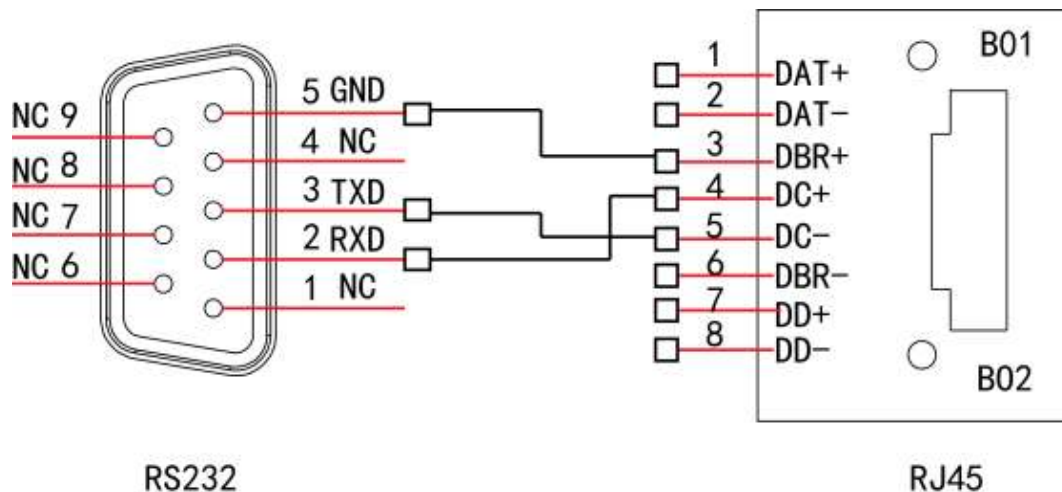 NC 9
NC 8
NC 7
NC 6
5 GND
4 NC
3 TXD
2 RXD
1 NC
RS232
1 DAT+
2 DAT-
3 DBR+
4 DC+
5 DC-
6 DBR-
7 DD+
8 DD-
B01
B02
RJ45